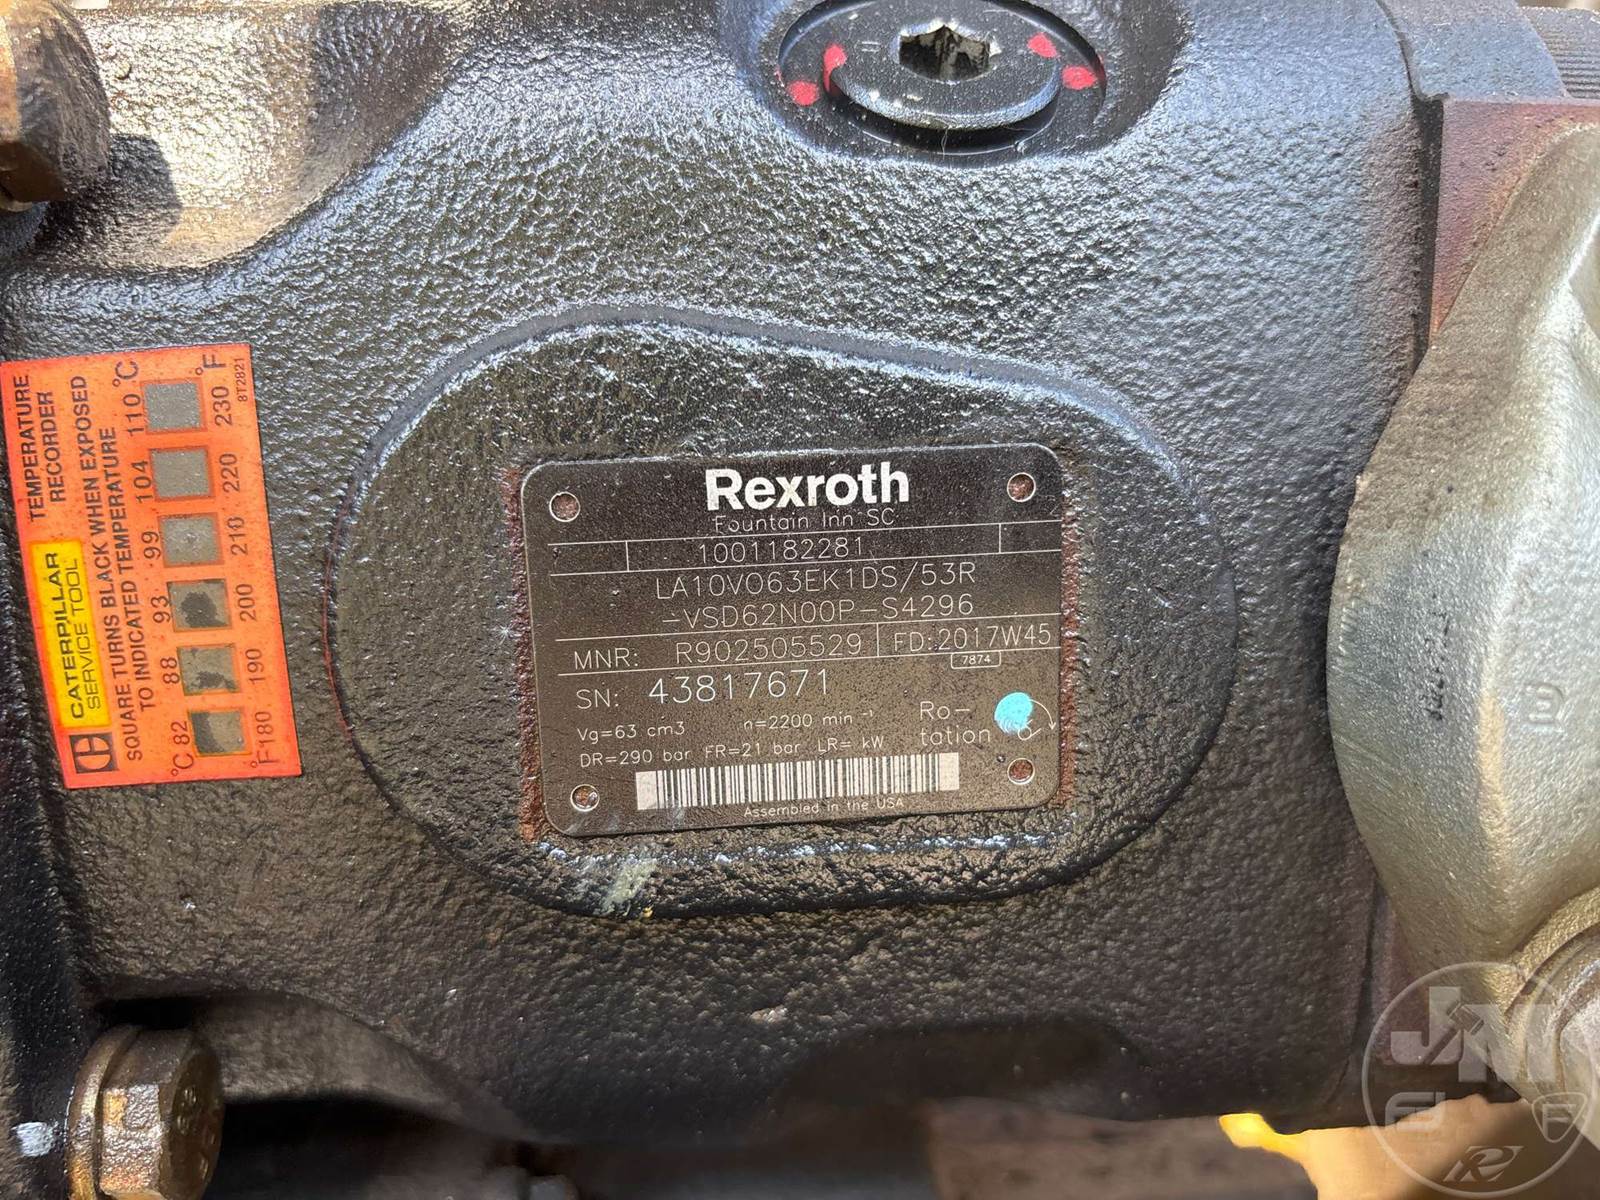 TEMPERATURE
RECORDER
CATERPILLAR
SERVICE TOOL
SQUARE TURNS BLACK WHEN EXPOSED
TO INDICATED TEMPERATURE
°C 82 88 93 99 104 110 °C
°F 180 190 200 210 220 230 °F
8T2821
Rexroth
Fountain Inn SC
1001182281
LA10VO63EK1DS/53R
-VSD62N00P-S4296
MNR: R902505529 FD: 2017W45
7874
SN: 43817671
Vg=63 cm3 n=2200 min -1
Ro-
tation
DR=290 bar FR=21 bar LR= kW
Assembled in the USA
JM